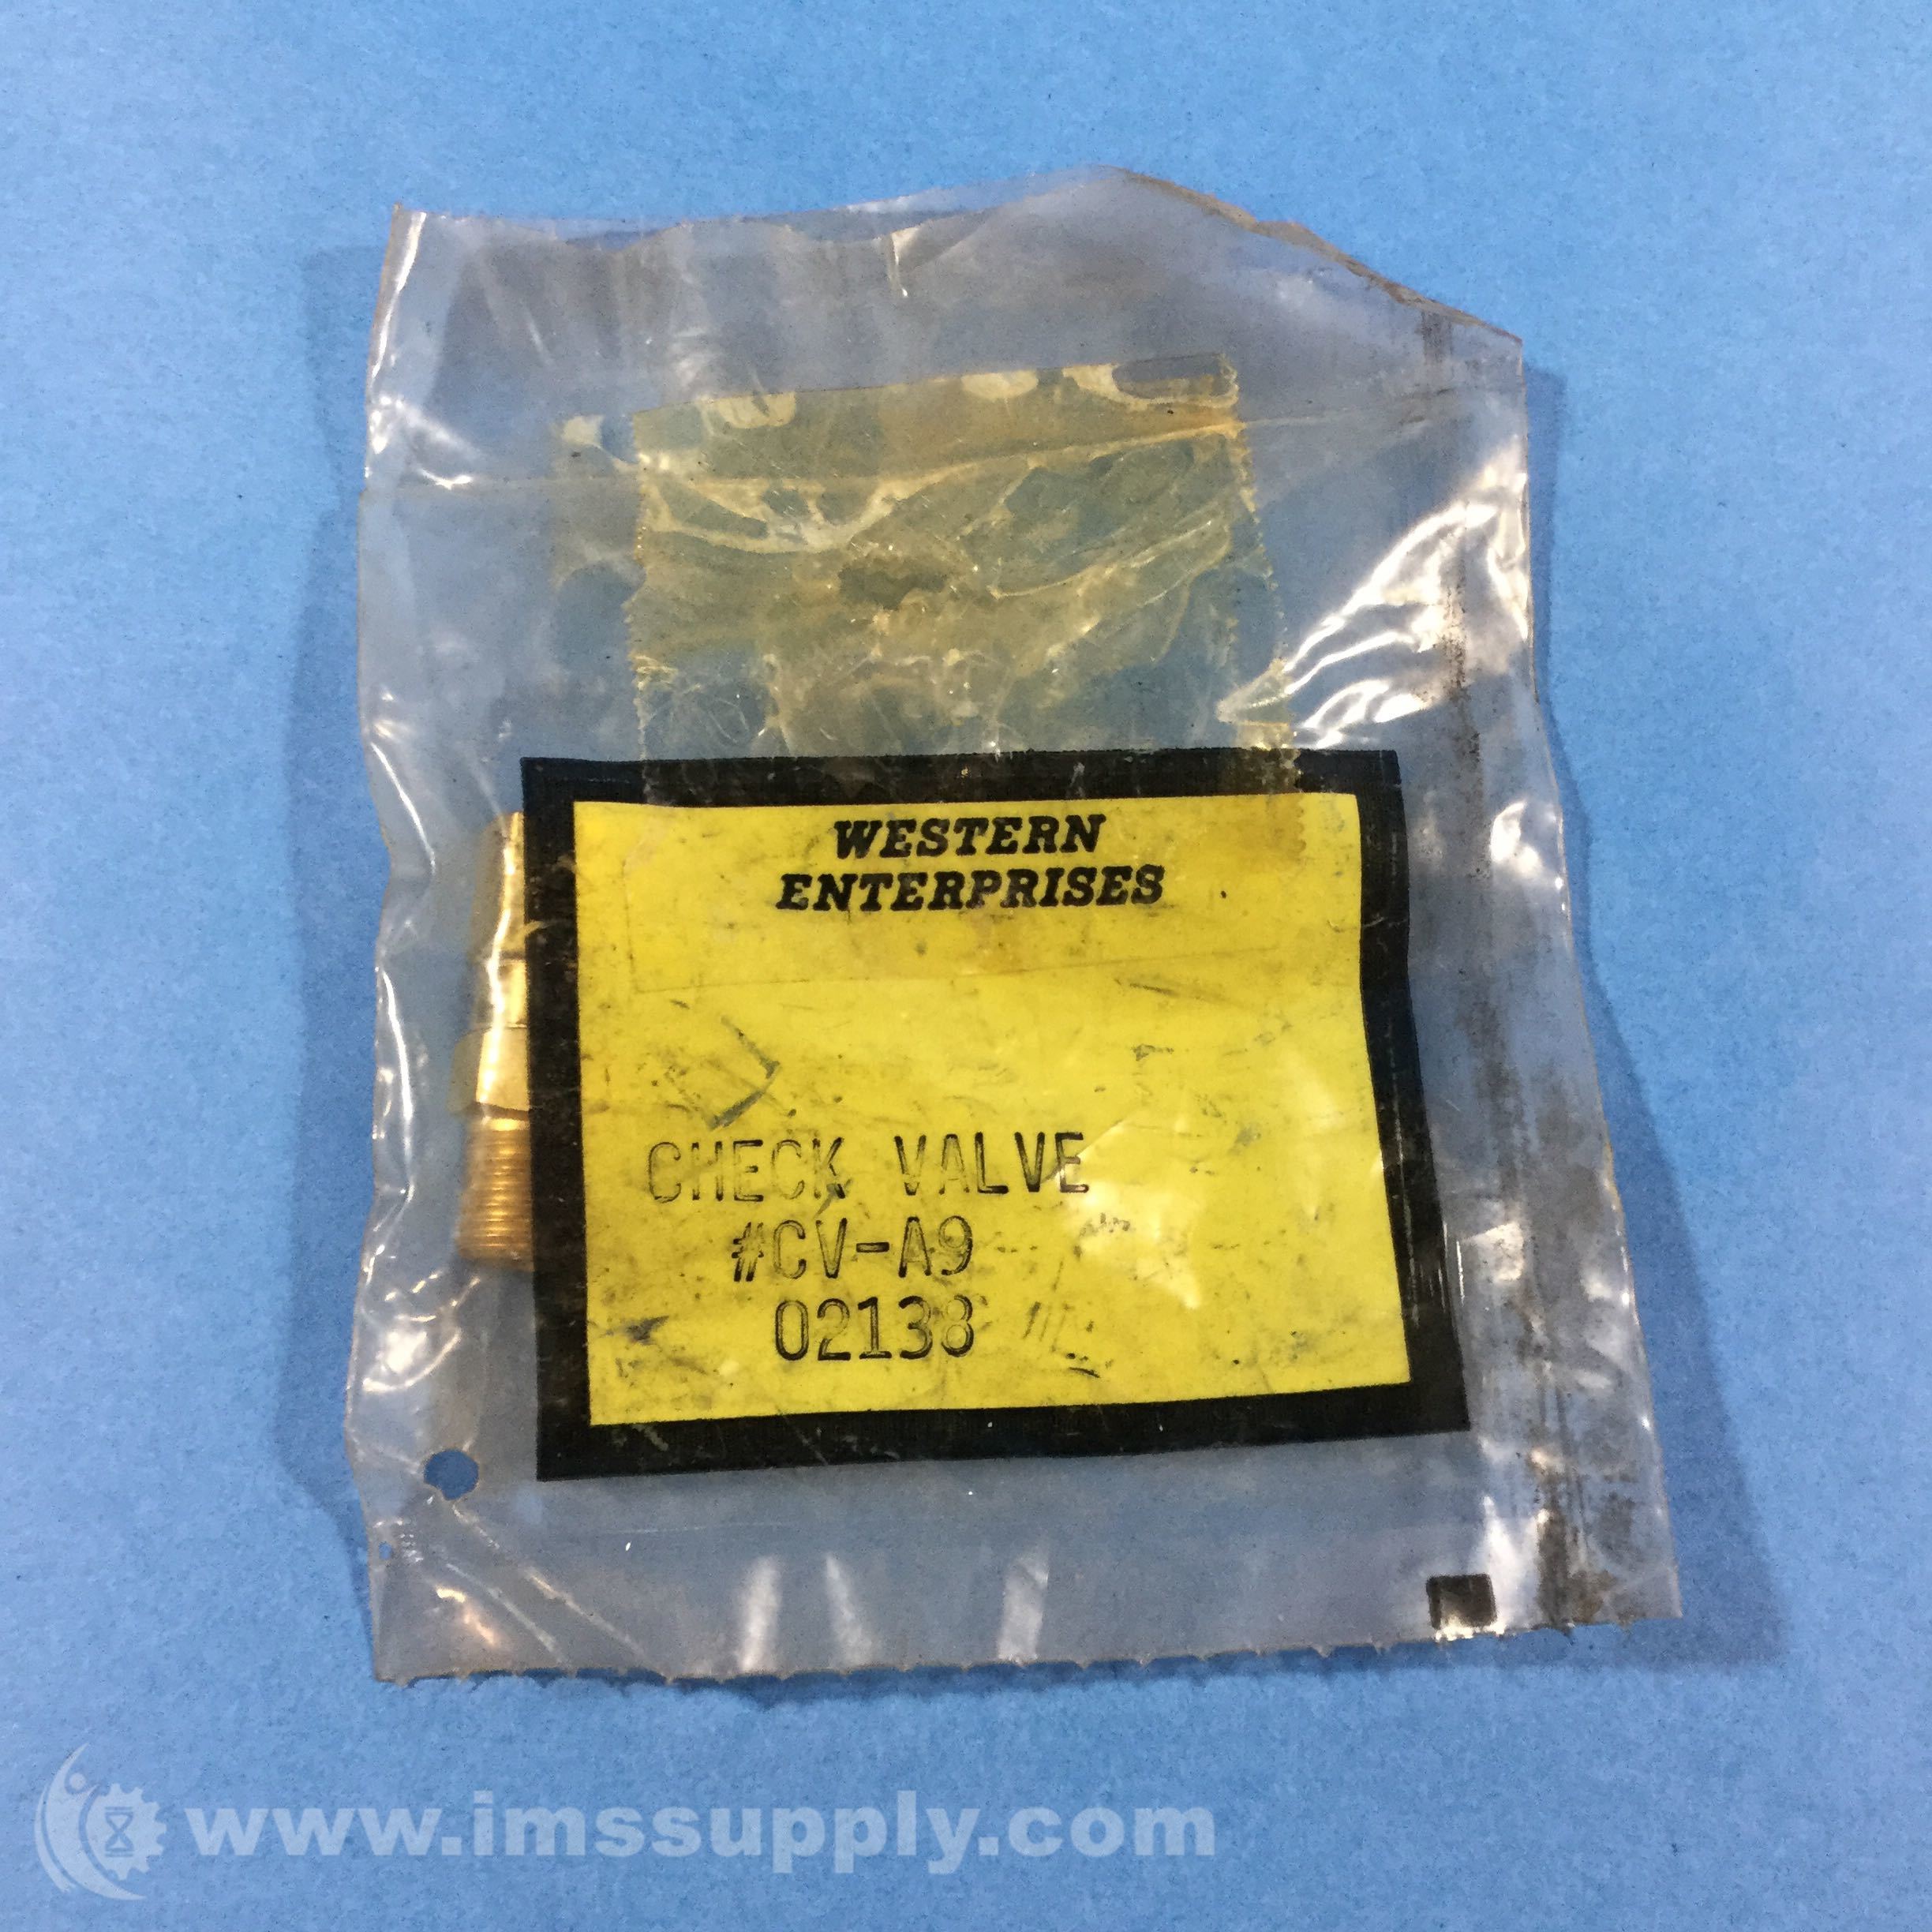 WESTERN
ENTERPRISES
CHECK VALVE
#CV-A9
02138
www.imssupply.com